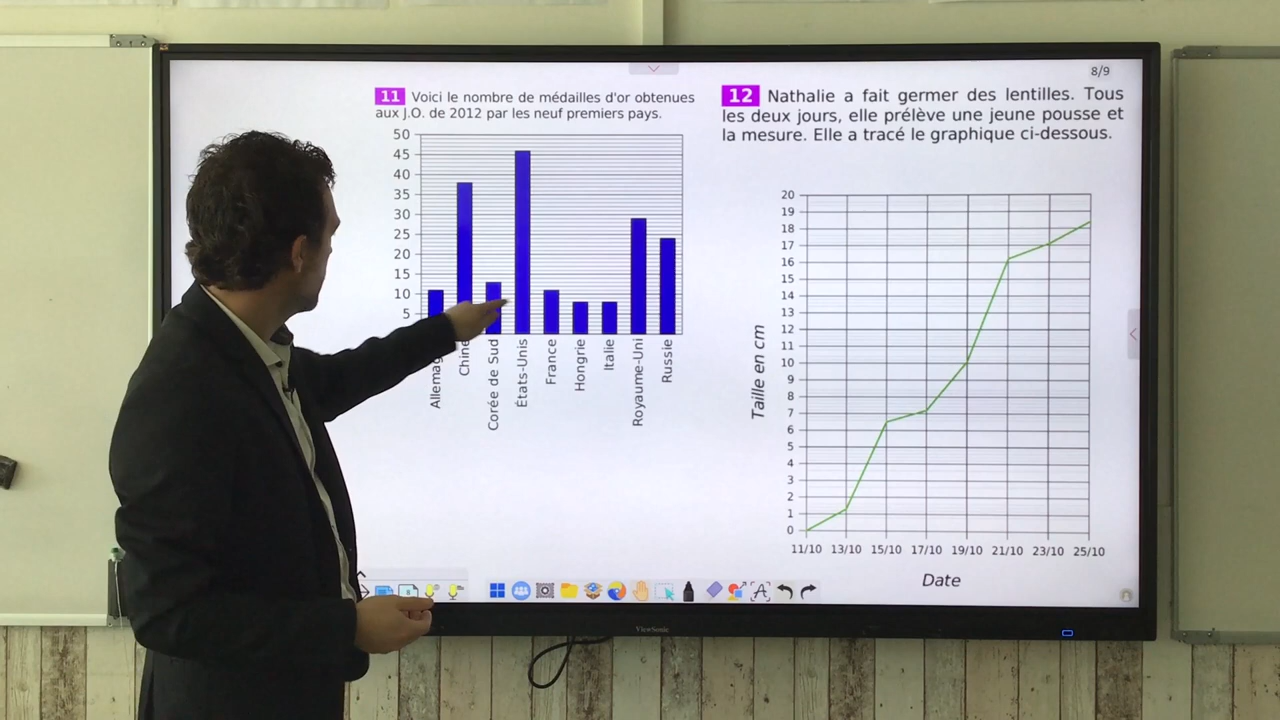 8/9
11 Voici le nombre de médailles d'or obtenues
aux J.O. de 2012 par les neuf premiers pays.
50
45
40
35
30
25
20
15
10
5
Allemag
Chine
Corée de Sud
États-Unis
France
Hongrie
Italie
Royaume-Uni
Russie
12 Nathalie a fait germer des lentilles. Tous
les deux jours, elle prélève une jeune pousse et
la mesure. Elle a tracé le graphique ci-dessous.
Taille en cm
20
19
18
17
16
15
14
13
12
11
10
9
8
7
6
5
4
3
2
1
0
11/10 13/10 15/10 17/10 19/10 21/10 23/10 25/10
Date
ViewSonic